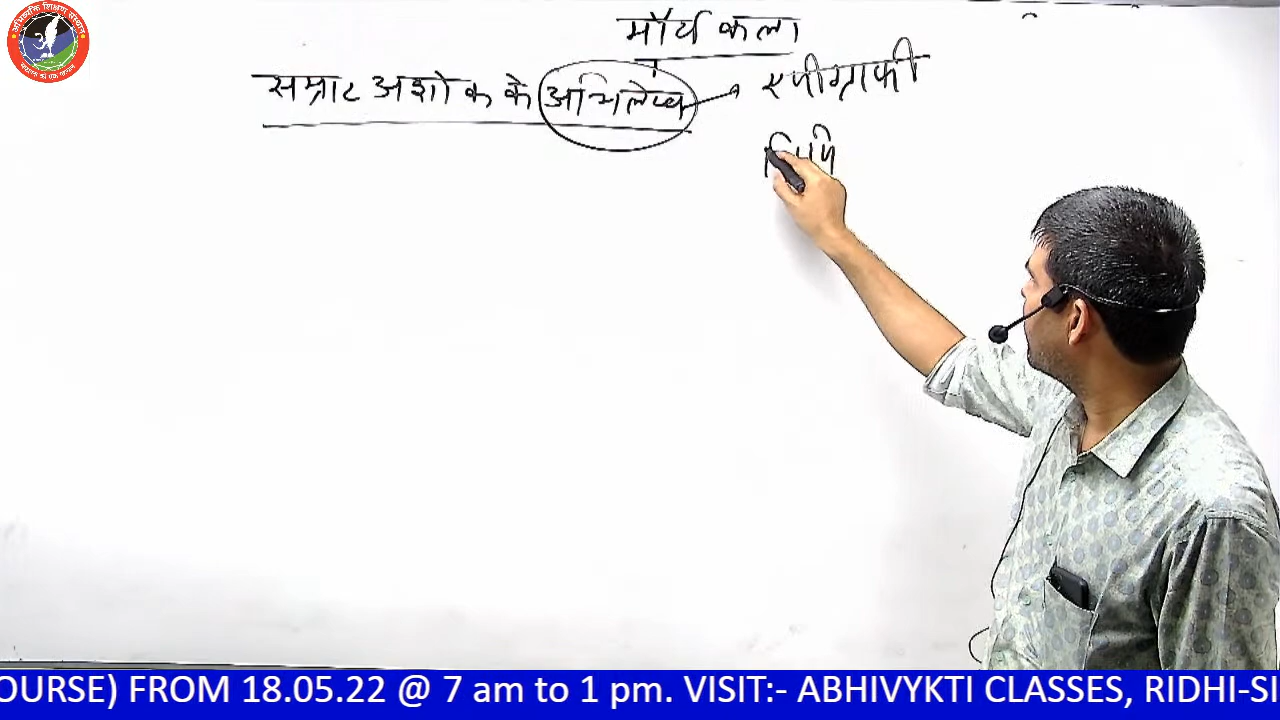 मौर्य कला
सम्राट अशोक के अभिलेख → एपीग्राफी
OURSE) FROM 18.05.22 @ 7 am to 1 pm. VISIT:- ABHIVYKTI CLASSES, RIDHI-SI